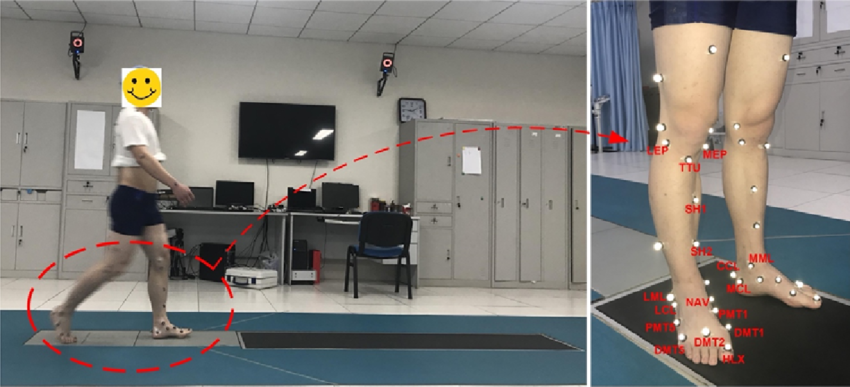 LEP
MEP
TTU
SH1
SH2
MML
CCL
MCL
LML
NAV
LCL
PMT1
PMT5
DMT1
DMT2
DMT5
HLX